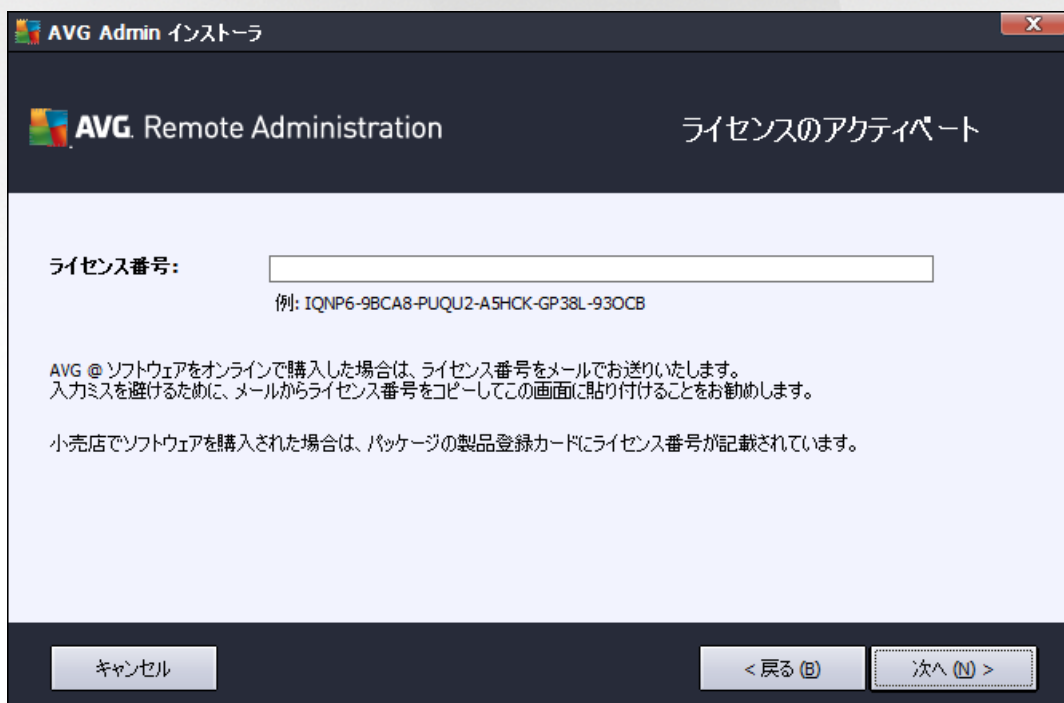 AVG Admin インストーラ
AVG. Remote Administration
ライセンスのアクティベート
ライセンス番号:
例: IQNP6-9BCA8-PUQU2-A5HCK-GP38L-93OCB
AVG @ ソフトウェアをオンラインで購入した場合は、ライセンス番号をメールでお送りいたします。
入力ミスを避けるために、メールからライセンス番号をコピーしてこの画面に貼り付けることをお勧めします。
小売店でソフトウェアを購入された場合は、パッケージの製品登録カードにライセンス番号が記載されています。
キャンセル
< 戻る (B)
次へ (N) >